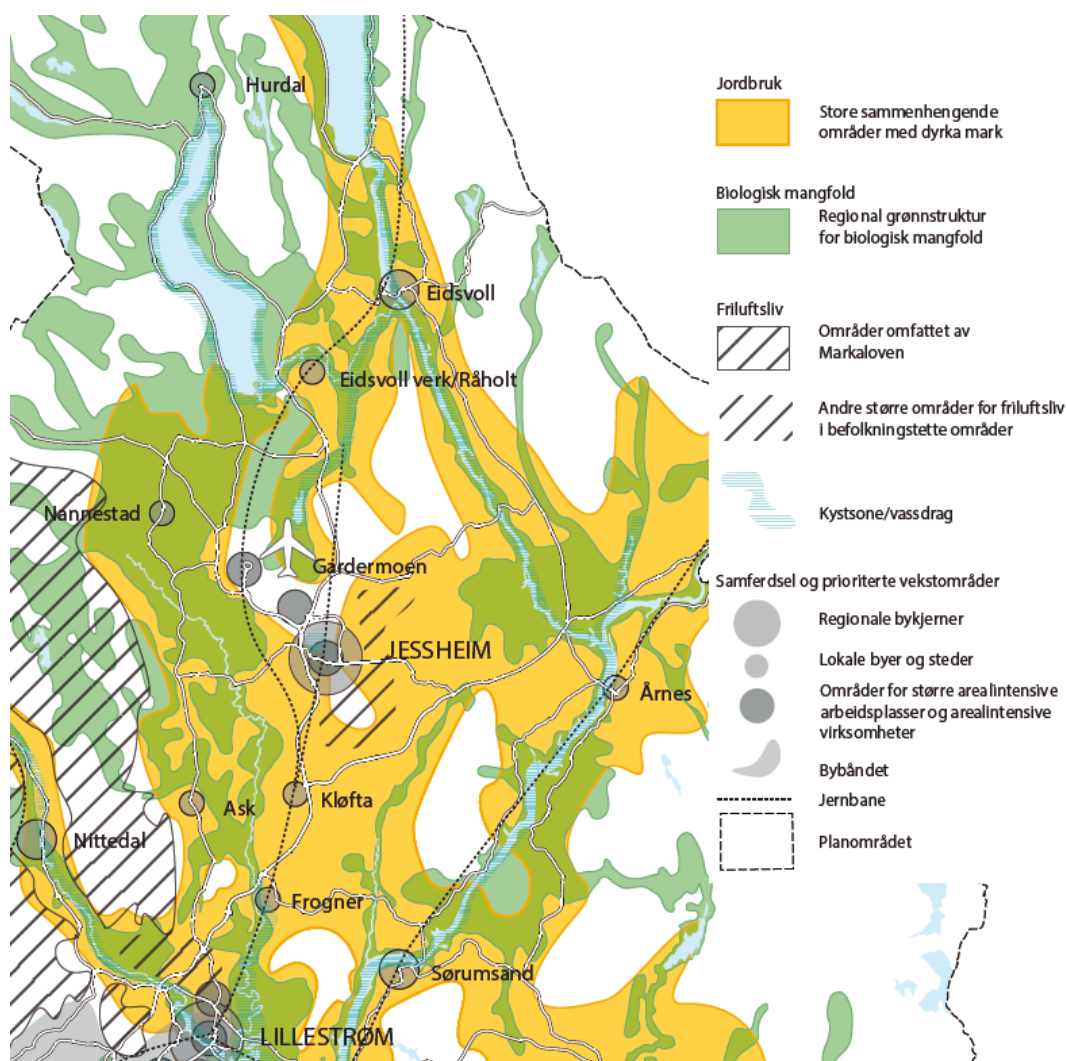 Hurdal
Eidsvoll
Eidsvoll verk/Råholt
Nannestad
Gardermoen
JESSHEIM
Årnes
Ask
Kløfta
Nittedal
Frogner
Sørumsand
LILLESTRØM
Jordbruk
Store sammenhengende
områder med dyrka mark
Biologisk mangfold
Regional grønnstruktur
for biologisk mangfold
Friluftsliv
Områder omfattet av
Markaloven
Andre større områder for friluftsliv
i befolkningstette områder
Kystsone/vassdrag
Samferdsel og prioriterte vekstområder
Regionale bykjerner
Lokale byer og steder
Områder for større arealintensive
arbeidsplasser og arealintensive
virksomheter
Bybåndet
Jernbane
Planområdet